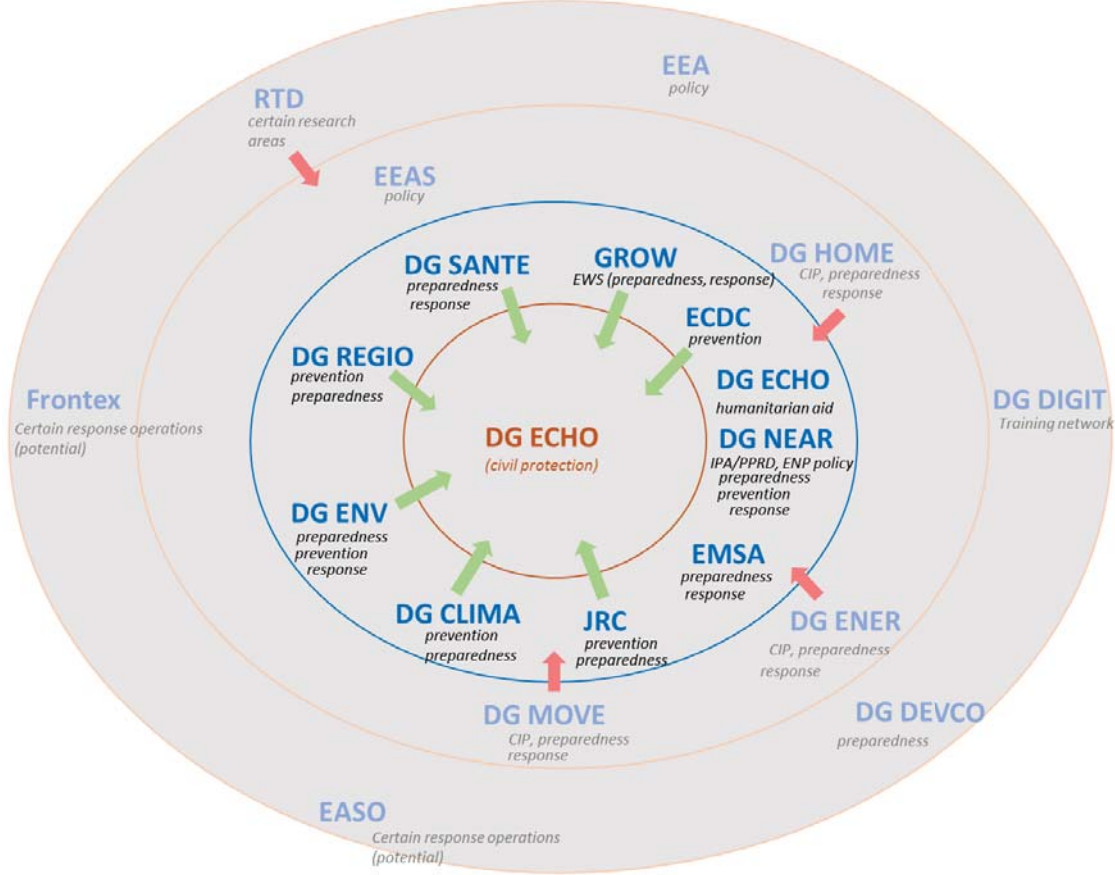 EEA
policy
RTD
certain research
areas
EEAS
policy
DG SANTE
preparedness
response
GROW
EWS (preparedness, response)
DG HOME
CIP, preparedness
response
ECDC
prevention
DG REGIO
prevention
preparedness
DG ECHO
humanitarian aid
Frontex
Certain response operations
(potential)
DG DIGIT
Training network
DG ECHO
(civil protection)
DG NEAR
IPA/PPRD, ENP policy
preparedness
prevention
response
DG ENV
preparedness
prevention
response
EMSA
preparedness
response
DG CLIMA
prevention
preparedness
JRC
prevention
preparedness
DG ENER
CIP, preparedness
response
DG MOVE
CIP, preparedness
response
DG DEVCO
preparedness
EASO
Certain response operations
(potential)